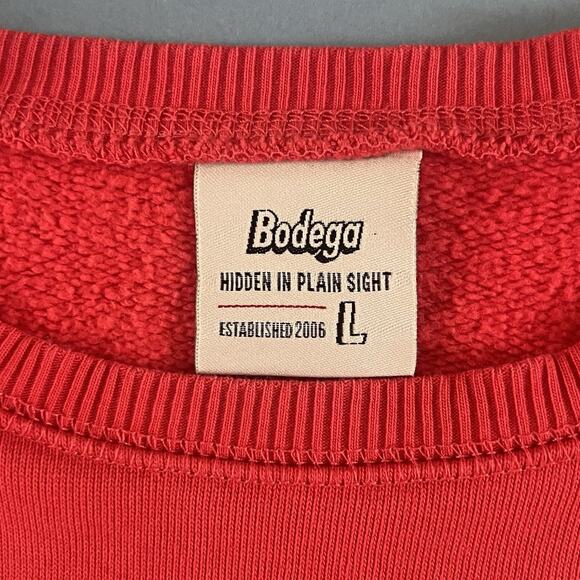 Bodega
HIDDEN IN PLAIN SIGHT
ESTABLISHED 2006 L